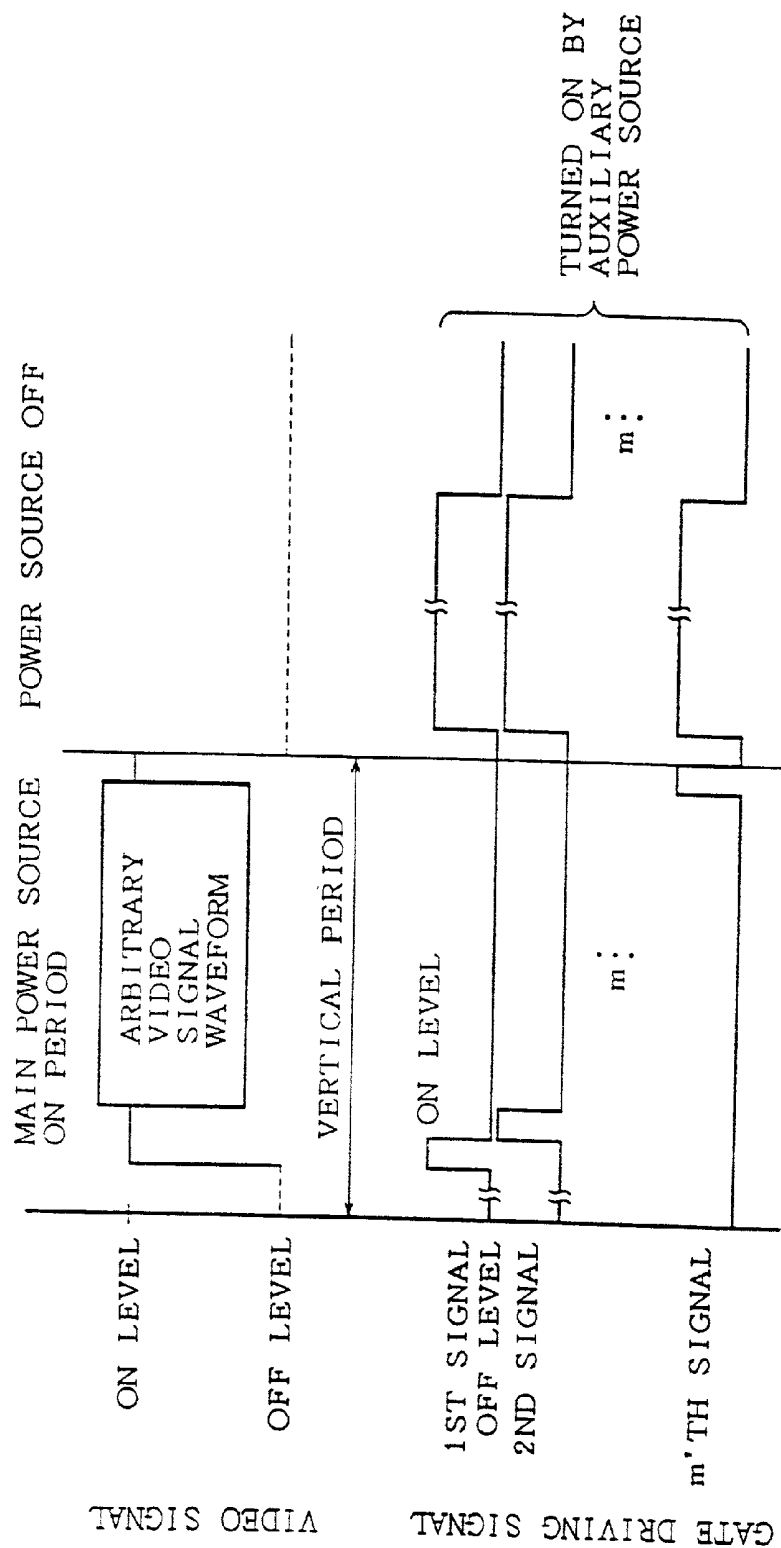 MAIN POWER SOURCE
ON PERIOD
POWER SOURCE OFF
VIDEO SIGNAL
ON LEVEL
OFF LEVEL
ARBITRARY
VIDEO
SIGNAL
WAVEFORM
VERTICAL PERIOD
GATE DRIVING SIGNAL
1ST SIGNAL
OFF LEVEL
2ND SIGNAL
m'TH SIGNAL
ON LEVEL
m
m
TURNED ON BY
AUXILIARY
POWER SOURCE